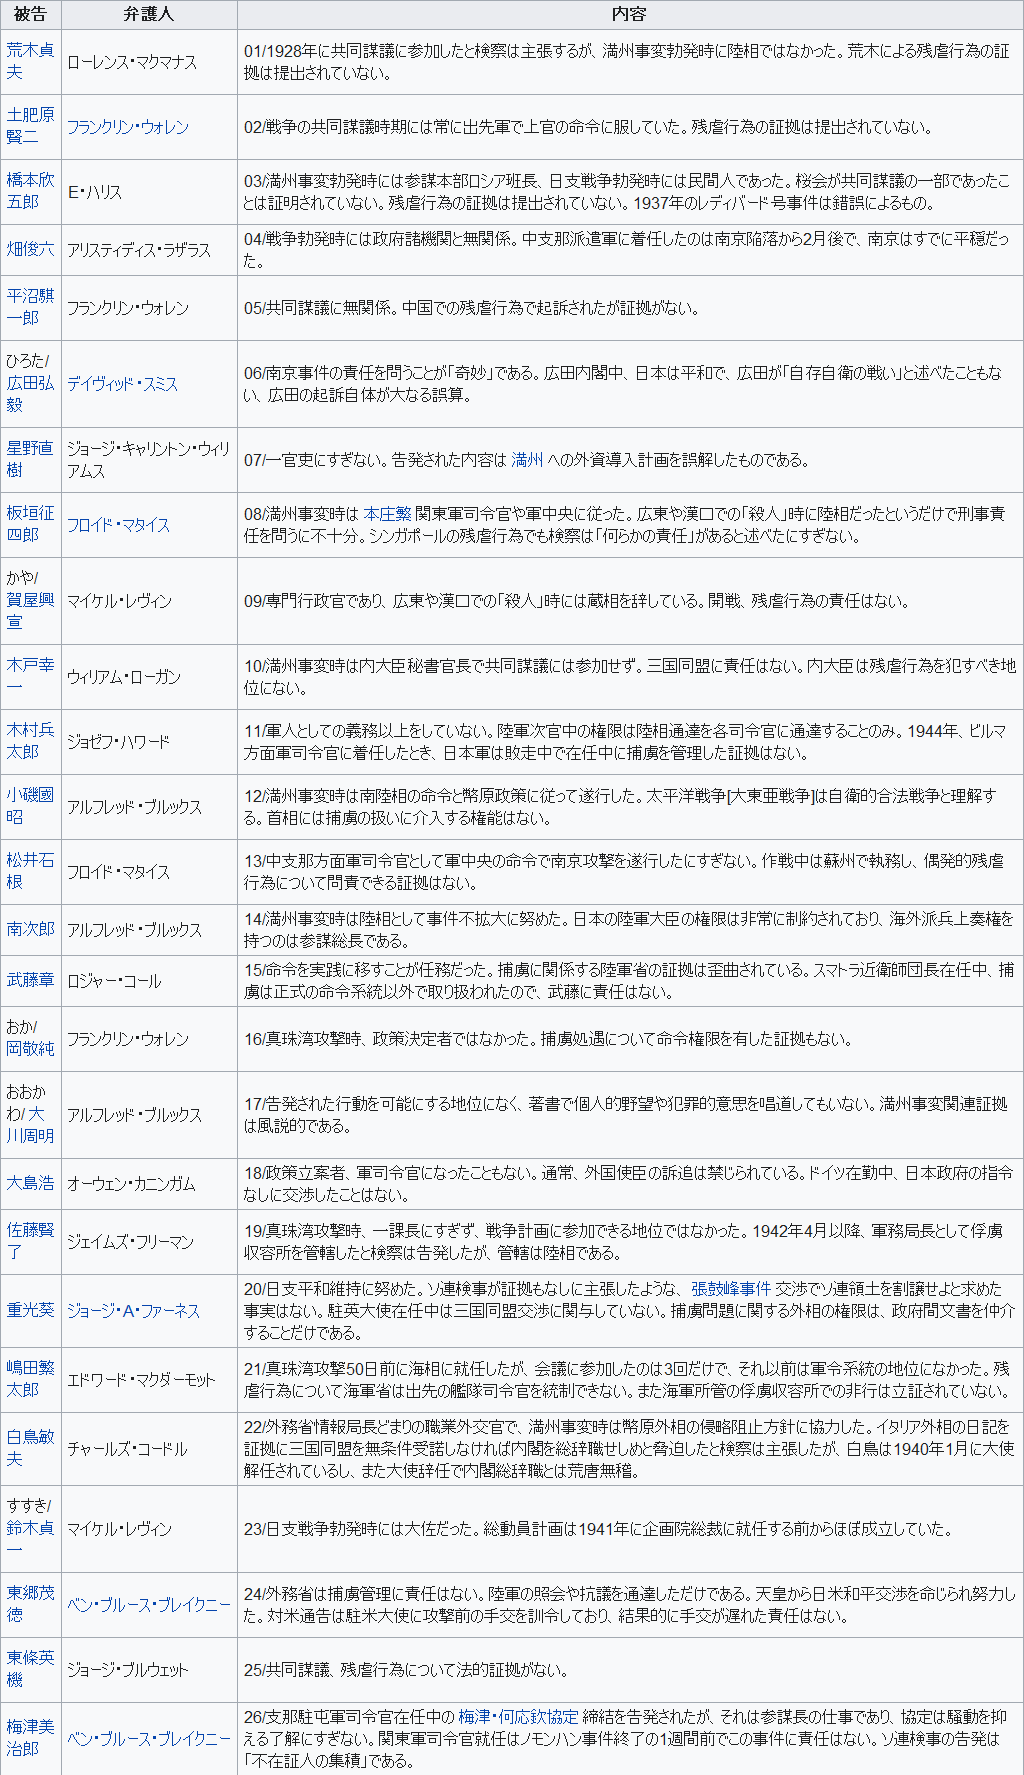 被告 弁護人 内容
荒木貞夫 ローレンス・マクマナス 01/1928年に共同謀議に参加したと検察は主張するが、満州事変勃発時に陸相ではなかった。荒木による残虐行為の証拠は提出されていない。
土肥原賢二 フランクリン・ウォレン 02/戦争の共同謀議時期には常に出先軍で上官の命令に服していた。残虐行為の証拠は提出されていない。
橋本欣五郎 E・ハリス 03/満州事変勃発時には参謀本部ロシア班長、日支戦争勃発時には民間人であった。桜会が共同謀議の一部であったことは証明されていない。残虐行為の証拠は提出されていない。1937年のレディバード号事件は錯誤によるもの。
畑俊六 アリスティディス・ラザラス 04/戦争勃発時には政府諸機関と無関係。中支那派遣軍に着任したのは南京陥落から2月後で、南京はすでに平穏だった。
平沼騏一郎 フランクリン・ウォレン 05/共同謀議に無関係。中国での残虐行為で起訴されたが証拠がない。
ひろた/ 広田弘毅 デイヴィッド・スミス 06/南京事件の責任を問うことが「奇妙」である。広田内閣中、日本は平和で、広田が「自存自衛の戦い」と述べたこともない、広田の起訴自体が大なる誤算。
星野直樹 ジョージ・キャリントン・ウィリアムス 07/一官吏にすぎない。告発された内容は 満州 への外資導入計画を誤解したものである。
板垣征四郎 フロイド・マタイス 08/満州事変時は 本庄繁 関東軍司令官や軍中央に従った。広東や漢口での「殺人」時に陸相だったというだけで刑事責任を問うに不十分。シンガポールの残虐行為でも検察は「何らかの責任」があると述べたにすぎない。
かや/ 賀屋興宣 マイケル・レヴィン 09/専門行政官であり、広東や漢口での「殺人」時には蔵相を辞している。開戦、残虐行為の責任はない。
木戸幸一 ウィリアム・ローガン 10/満州事変時は内大臣秘書官長で共同謀議には参加せず。三国同盟に責任はない。内大臣は残虐行為を犯すべき地位にない。
木村兵太郎 ジョゼフ・ハワード 11/軍人としての義務以上をしていない。陸軍次官中の権限は陸相通達を各司令官に通達することのみ。1944年、ビルマ方面軍司令官に着任したとき、日本軍は敗走中で在任中に捕虜を管理した証拠はない。
小磯國昭 アルフレッド・ブルックス 12/満州事変時は南陸相の命令と幣原政策に従って遂行した。太平洋戦争[大東亜戦争]は自衛的合法戦争と理解する。首相には捕虜の扱いに介入する権能はない。
松井石根 フロイド・マタイス 13/中支那方面軍司令官として軍中央の命令で南京攻撃を遂行したにすぎない。作戦中は蘇州で執務し、偶発的残虐行為について問責できる証拠はない。
南次郎 アルフレッド・ブルックス 14/満州事変時は陸相として事件不拡大に努めた。日本の陸軍大臣の権限は非常に制約されており、海外派兵上奏権を持つのは参謀総長である。
武藤章 ロジャー・コール 15/命令を実践に移すことが任務だった。捕虜に関係する陸軍省の証拠は歪曲されている。スマトラ近衛師団長在任中、捕虜は正式の命令系統以外で取り扱われたので、武藤に責任はない。
おか/ 岡敬純 フランクリン・ウォレン 16/真珠湾攻撃時、政策決定者ではなかった。捕虜処遇について命令権限を有した証拠もない。
おおかわ/ 大川周明 アルフレッド・ブルックス 17/告発された行動を可能にする地位になく、著書で個人的野望や犯罪的意思を唱道してもいない。満州事変関連証拠は風説的である。
大島浩 オーウェン・カニンガム 18/政策立案者、軍司令官になったこともない。通常、外国使臣の訴追は禁じられている。ドイツ在勤中、日本政府の指令なしに交渉したことはない。
佐藤賢了 ジェイムズ・フリーマン 19/真珠湾攻撃時、一課長にすぎず、戦争計画に参加できる地位ではなかった。1942年4月以降、軍務局長として俘虜収容所を管轄したと検察は告発したが、管轄は陸相である。
重光葵 ジョージ・A・ファーネス 20/日支平和維持に努めた。ソ連検事が証拠もなしに主張したような、 張鼓峰事件 交渉でソ連領土を割譲せよと求めた事実はない。駐英大使在任中は三国同盟交渉に関与していない。捕虜問題に関する外相の権限は、政府間文書を仲介することだけである。
嶋田繁太郎 エドワード・マクダーモット 21/真珠湾攻撃50日前に海相に就任したが、会議に参加したのは3回だけで、それ以前は軍令系統の地位になかった。残虐行為について海軍省は出先の艦隊司令官を統制できない。また海軍所管の俘虜収容所での非行は立証されていない。
白鳥敏夫 チャールズ・コードル 22/外務省情報局長どまりの職業外交官で、満州事変時は幣原外相の侵略阻止方針に協力した。イタリア外相の日記を証拠に三国同盟を無条件受諾しなければ内閣を総辞職せしめと脅迫したと検察は主張したが、白鳥は1940年1月に大使解任されているし、また大使辞任で内閣総辞職とは荒唐無稽。
すすき/ 鈴木貞一 マイケル・レヴィン 23/日支戦争勃発時には大佐だった。総動員計画は1941年に企画院総裁に就任する前からほぼ成立していた。
東郷茂徳 ベン・ブルース・ブレイクニー 24/外務省は捕虜管理に責任はない。陸軍の照会や抗議を通達しただけである。天皇から日米和平交渉を命じられ努力した。対米通告は駐米大使に攻撃前の手交を訓令しており、結果的に手交が遅れた責任はない。
東條英機 ジョージ・ブルウェット 25/共同謀議、残虐行為について法的証拠がない。
梅津美治郎 ベン・ブルース・ブレイクニー 26/支那駐屯軍司令官在任中の 梅津・何応欽協定 締結を告発されたが、それは参謀長の仕事であり、協定は騒動を抑える了解にすぎない。関東軍司令官就任はノモンハン事件終了の1週間前でこの事件に責任はない。ソ連検事の告発は「不在証人の集積」である。